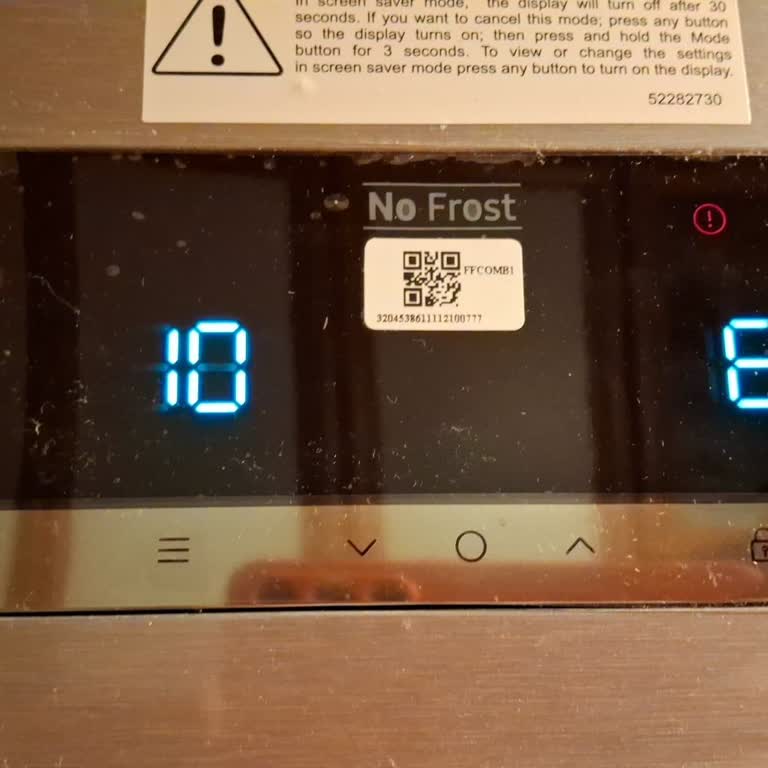 in screen saver mode, the display will turn off after 30
seconds. If you want to cancel this mode; press any button
so the display turns on; then press and hold the Mode
button for 3 seconds. To view or change the settings
in screen saver mode press any button to turn on the display.
52282730
No Frost
FFCOMB1
3204538611112100777
10
E